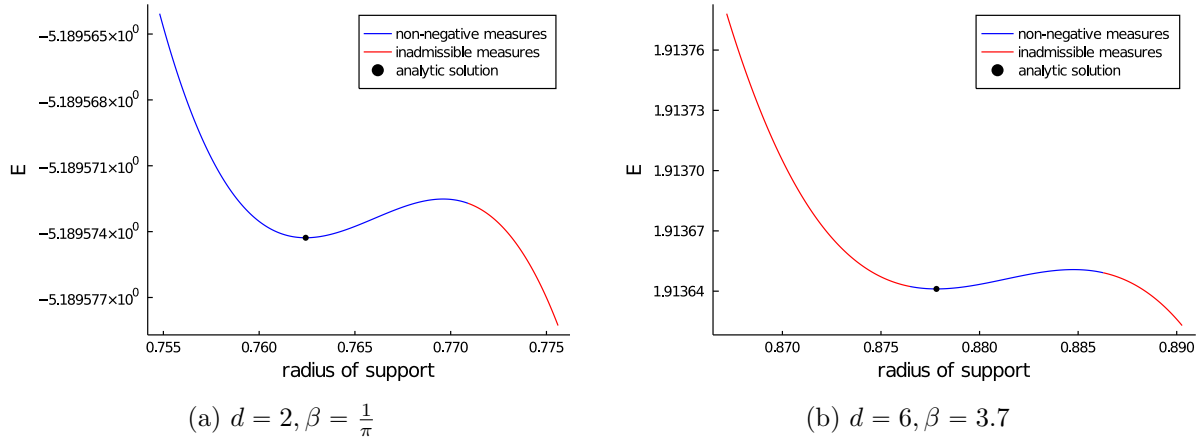 −5.189565×10⁰
−5.189568×10⁰
−5.189571×10⁰
−5.189574×10⁰
−5.189577×10⁰
E
non-negative measures
inadmissible measures
analytic solution
0.755 0.760 0.765 0.770 0.775
radius of support
(a) d = 2, β = 1/π
1.91376
1.91373
1.91370
1.91367
1.91364
E
non-negative measures
inadmissible measures
analytic solution
0.870 0.875 0.880 0.885 0.890
radius of support
(b) d = 6, β = 3.7